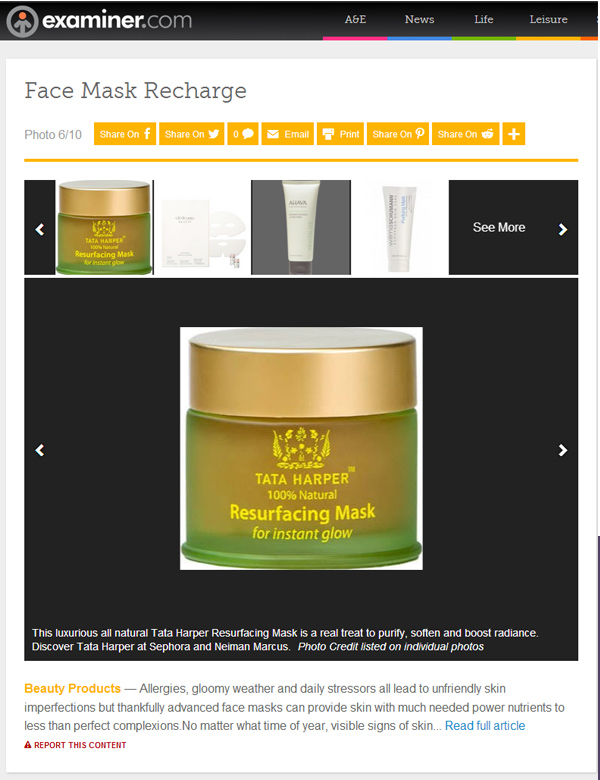 examiner.com
A&E News Life Leisure
Face Mask Recharge
Photo 6/10 Share On Share On 0 Email Print Share On Share On
TATA HARPER
100% Natural
Resurfacing Mask
for instant glow
AHAVA
See More
TATA HARPER™
100% Natural
Resurfacing Mask
for instant glow
This luxurious all natural Tata Harper Resurfacing Mask is a real treat to purify, soften and boost radiance.
Discover Tata Harper at Sephora and Neiman Marcus. Photo Credit listed on individual photos
Beauty Products — Allergies, gloomy weather and daily stressors all lead to unfriendly skin
imperfections but thankfully advanced face masks can provide skin with much needed power nutrients to
less than perfect complexions.No matter what time of year, visible signs of skin... Read full article
REPORT THIS CONTENT